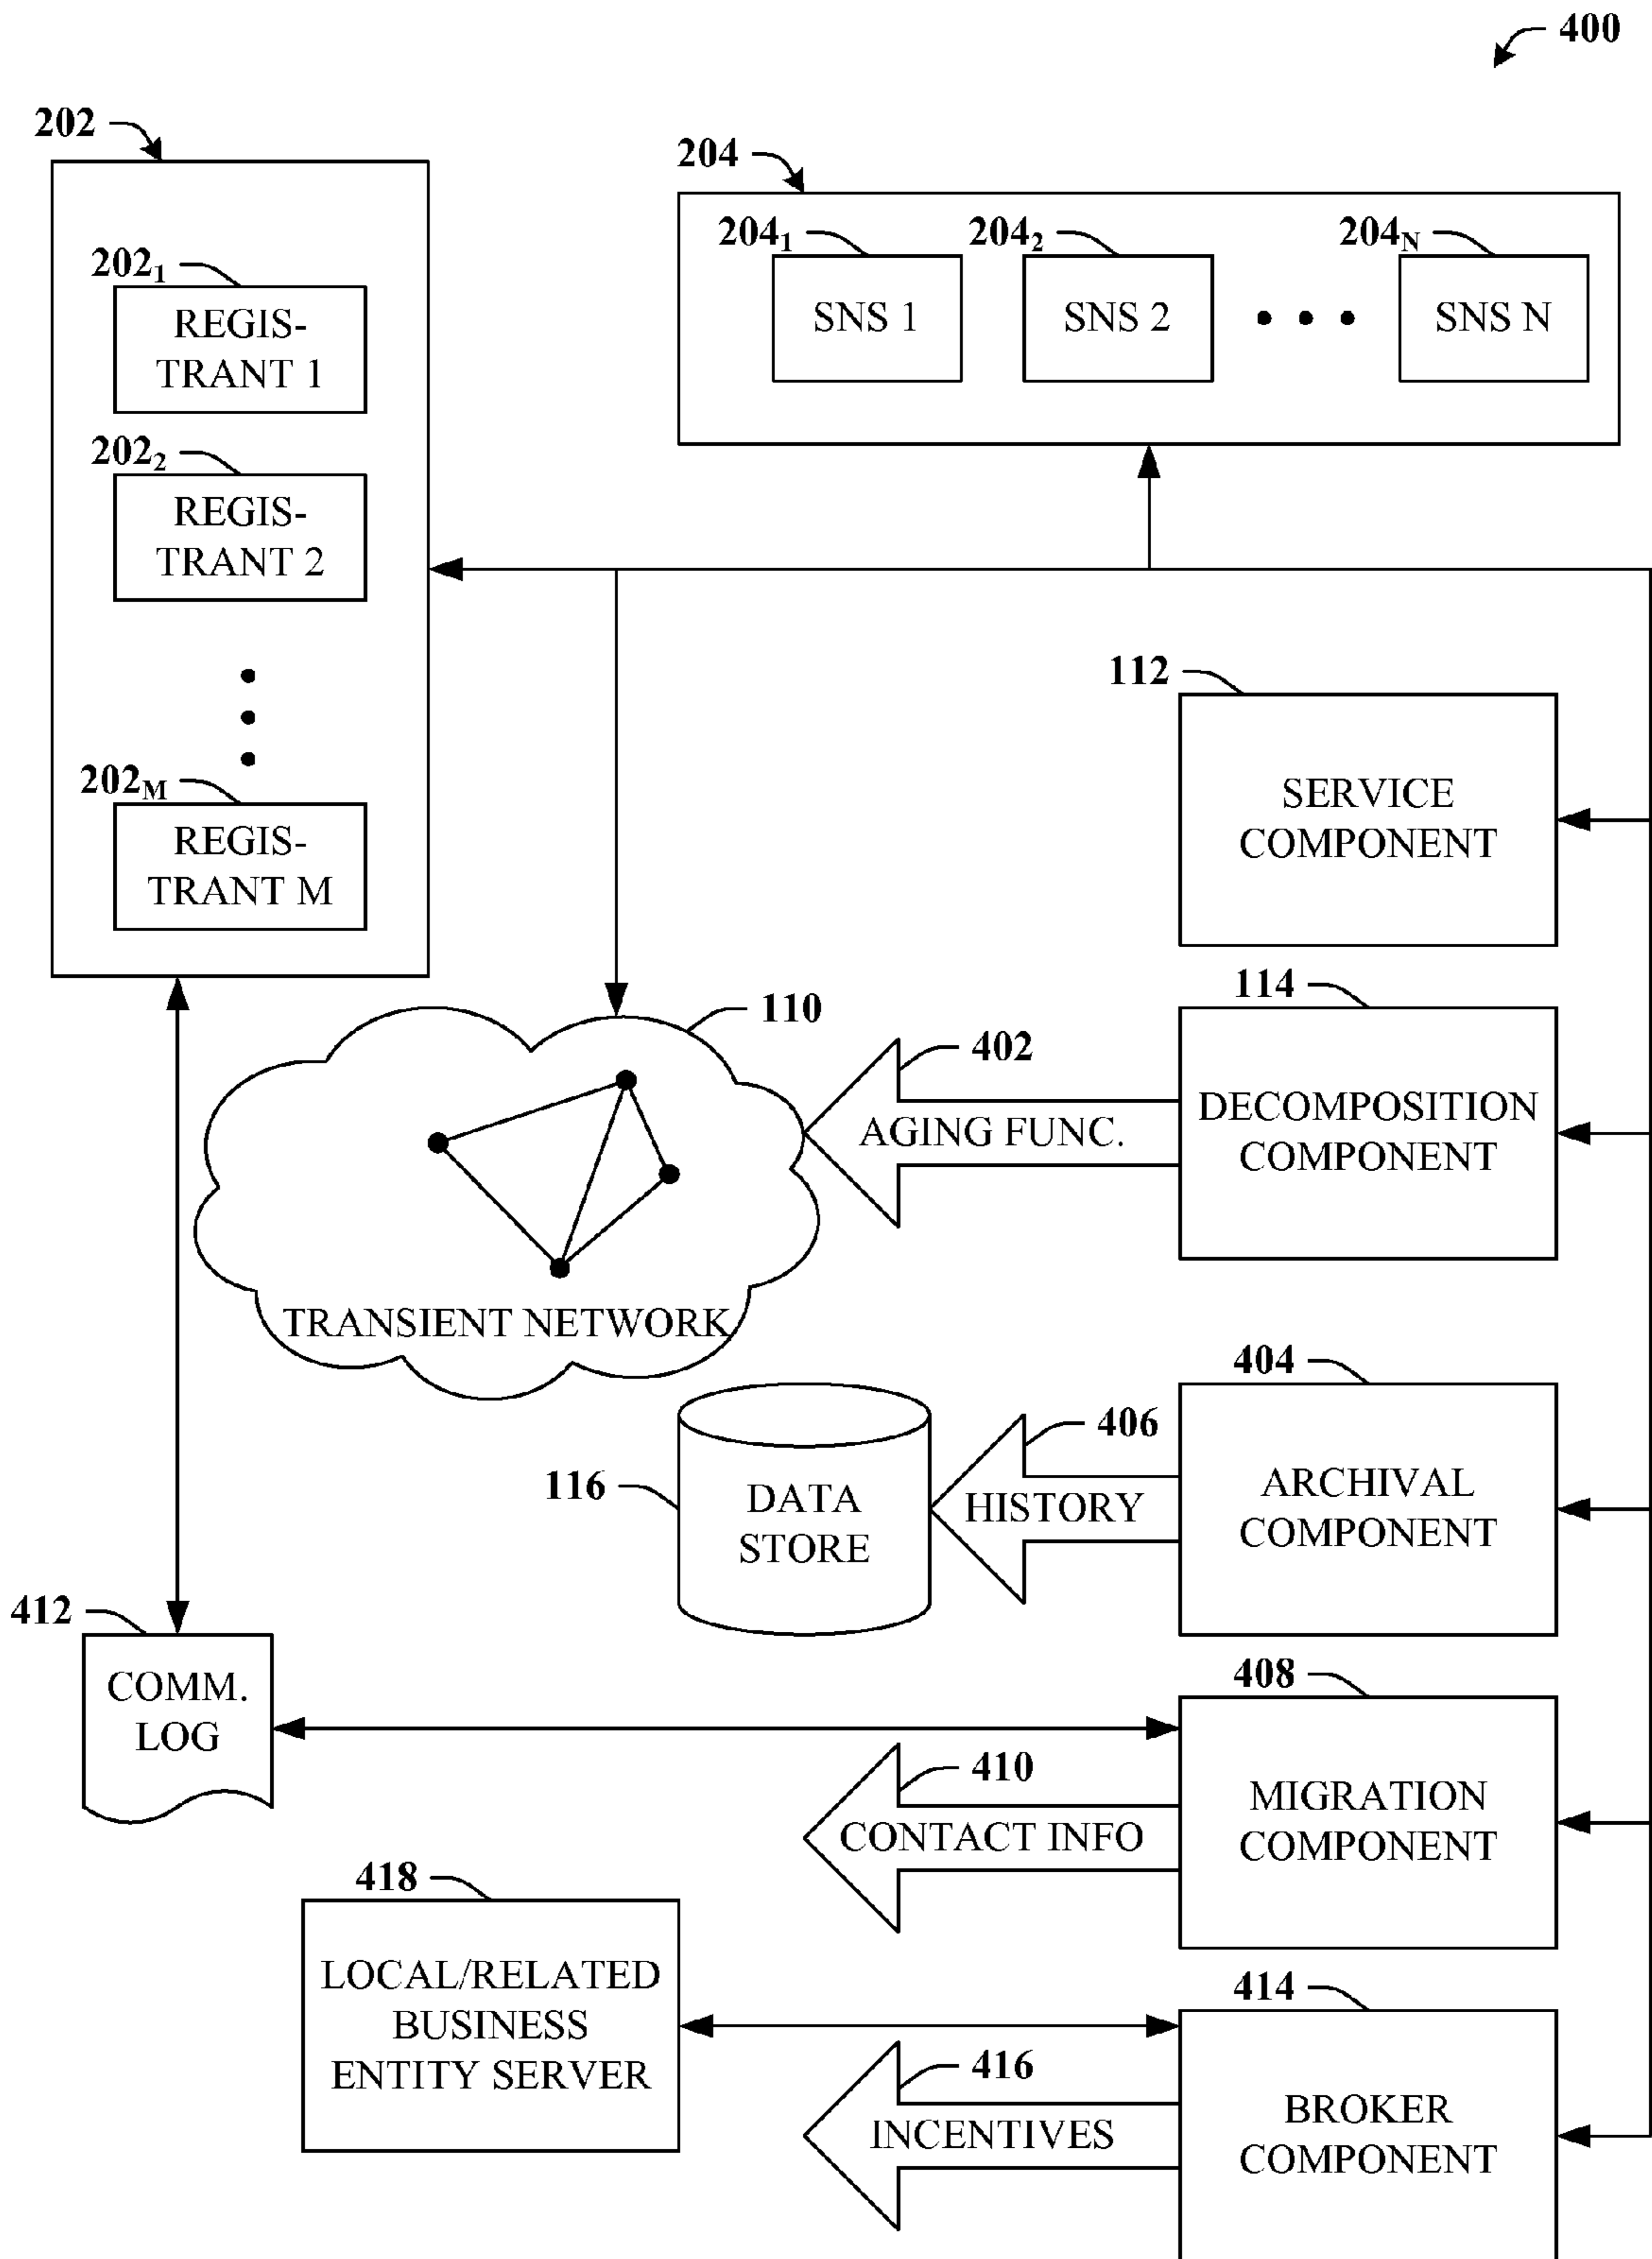 400
202
204
204₁
204₂
204N
SNS 1
SNS 2
SNS N
202₁
REGIS-
TRANT 1
202₂
REGIS-
TRANT 2
202M
REGIS-
TRANT M
112
SERVICE
COMPONENT
110
TRANSIENT NETWORK
402
AGING FUNC.
114
DECOMPOSITION
COMPONENT
116
DATA
STORE
406
HISTORY
404
ARCHIVAL
COMPONENT
412
COMM.
LOG
408
MIGRATION
COMPONENT
410
CONTACT INFO
418
LOCAL/RELATED
BUSINESS
ENTITY SERVER
414
BROKER
COMPONENT
416
INCENTIVES